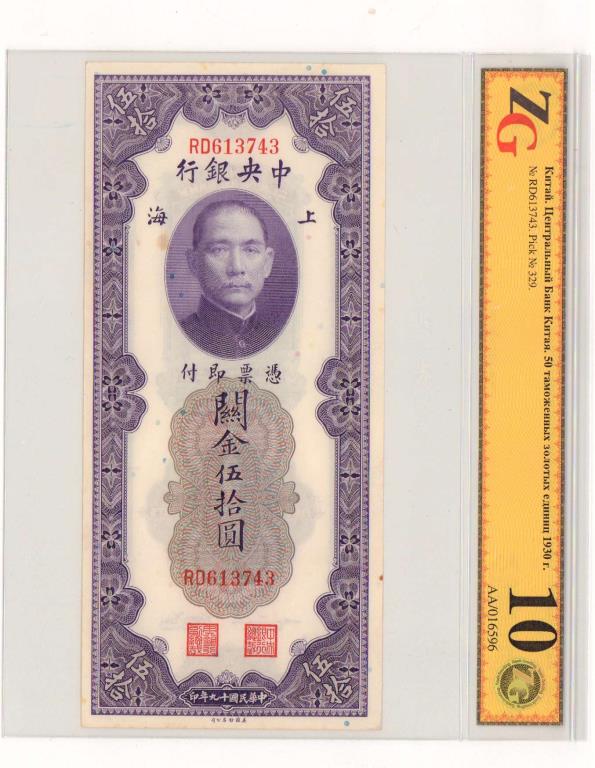 伍拾
伍拾
RD613743
行銀央中
海 上
付即票憑
關金伍拾圓
RD613743
伍拾
伍拾
印年九十國民華中
ZG
Китай. Центральный Банк Китая. 50 таможенных золотых единиц 1930 г.
№ RD613743. Pick № 329.
10
AA/016596
ZG